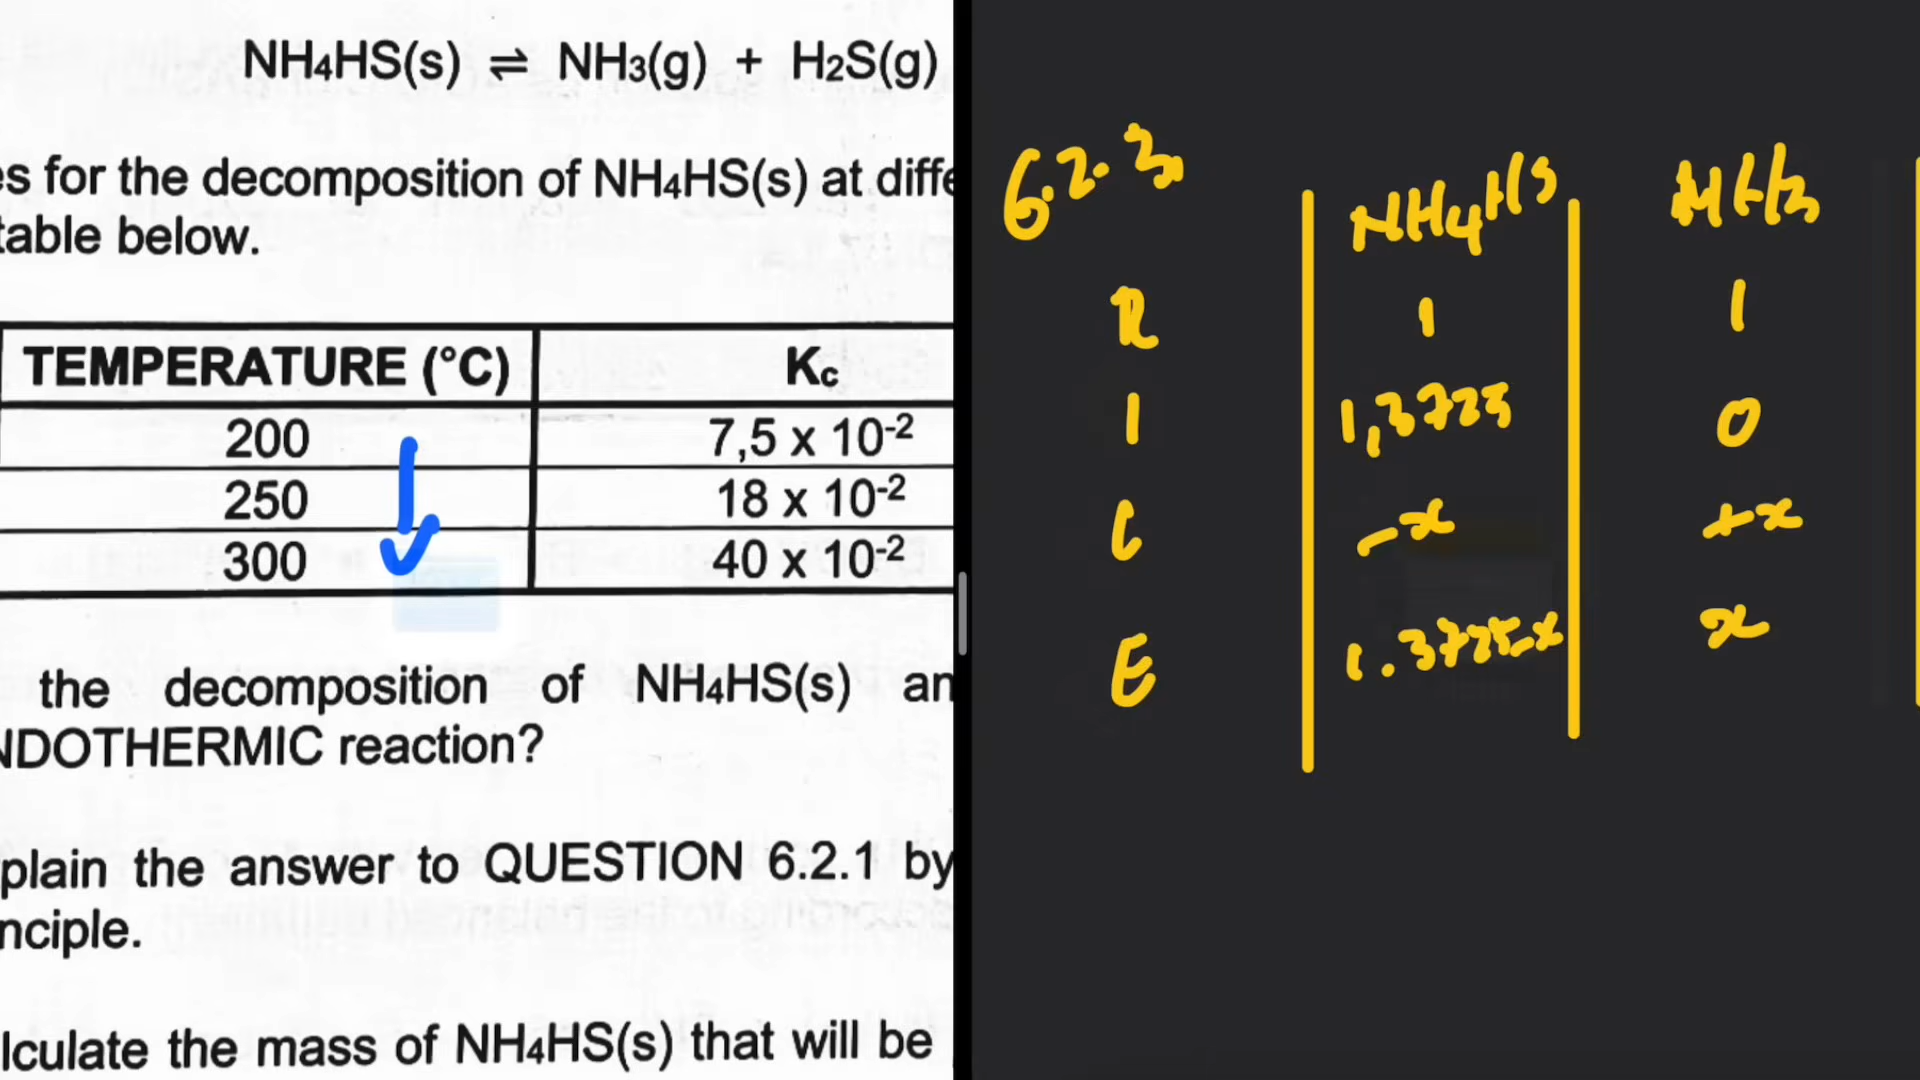 NH4HS(s) ⇌ NH3(g) + H2S(g)
es for the decomposition of NH4HS(s) at diffe
table below.
TEMPERATURE (°C) Kc
200 7,5 x 10-2
250 18 x 10-2
300 40 x 10-2
the decomposition of NH4HS(s) an
NDOTHERMIC reaction?
plain the answer to QUESTION 6.2.1 by
nciple.
lculate the mass of NH4HS(s) that will be
6.2.3
NH4HS NH3
R 1 1
I 1,3725 0
C -x +x
E 1.3725-x x